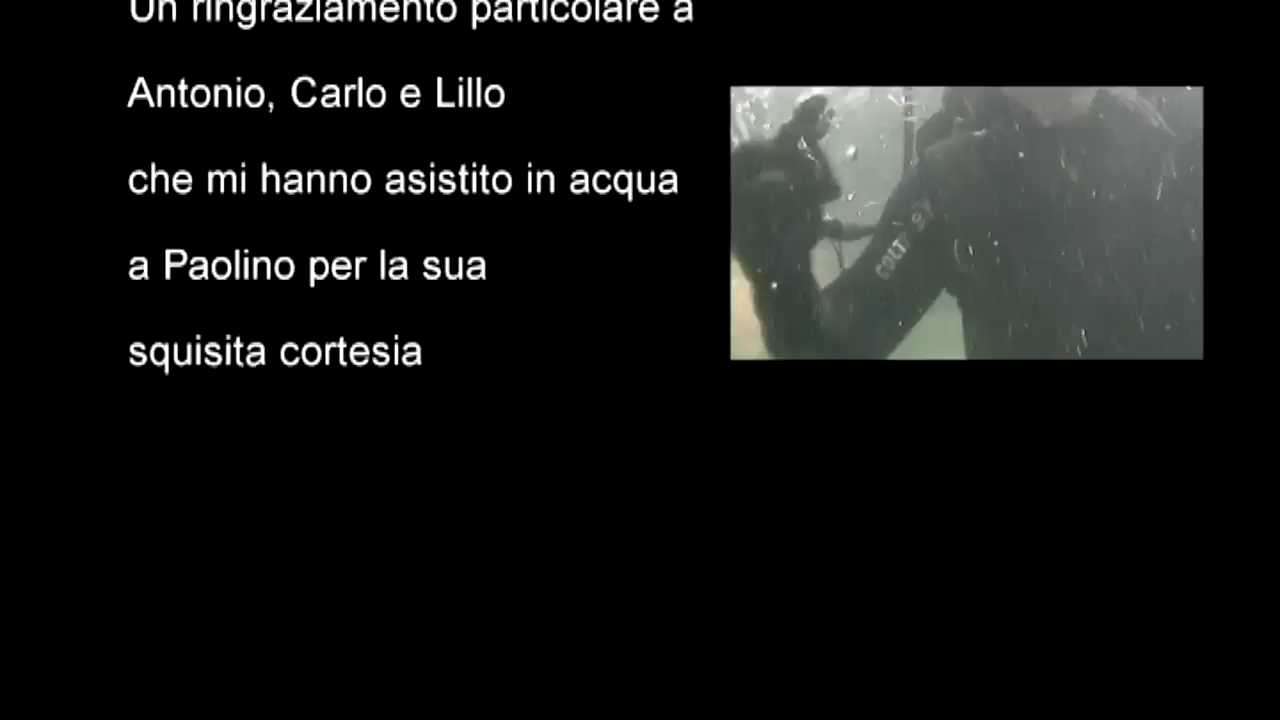 Un ringraziamento particolare a
Antonio, Carlo e Lillo
che mi hanno asistito in acqua
a Paolino per la sua
squisita cortesia